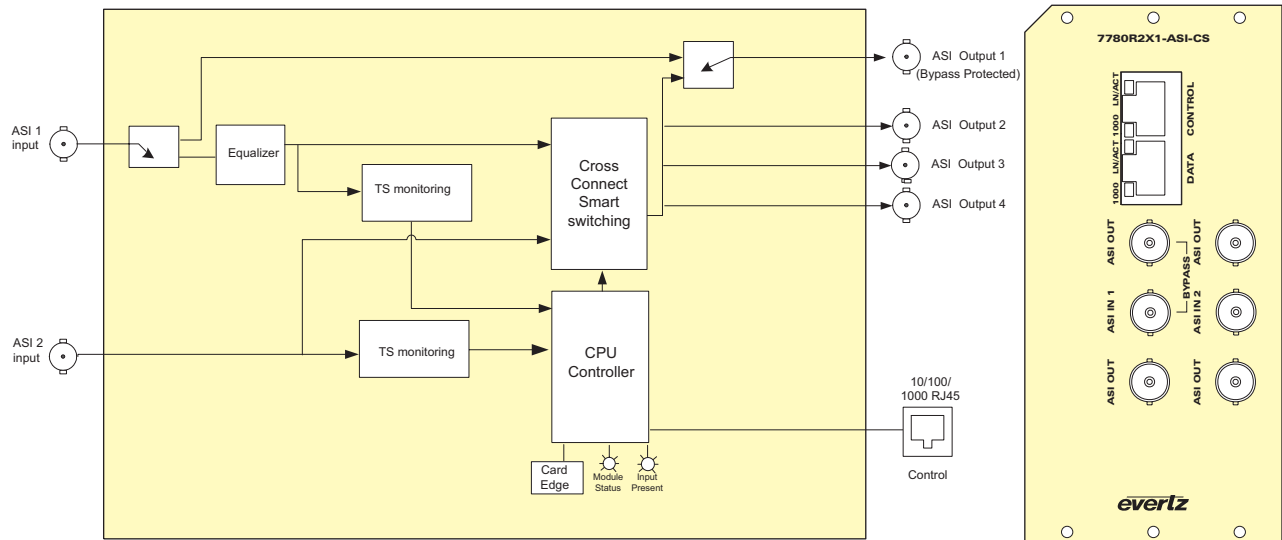 ASI 1
input
Equalizer
TS monitoring
Cross
Connect
Smart
switching
ASI 2
input
TS monitoring
CPU
Controller
Card
Edge
Module
Status
Input
Present
ASI Output 1
(Bypass Protected)
ASI Output 2
ASI Output 3
ASI Output 4
10/100/
1000 RJ45
Control
7780R2X1-ASI-CS
LN/ACT
1000
CONTROL
LN/ACT
1000
DATA
ASI OUT
ASI OUT
BYPASS
ASI IN 1
ASI IN 2
ASI OUT
ASI OUT
evertz